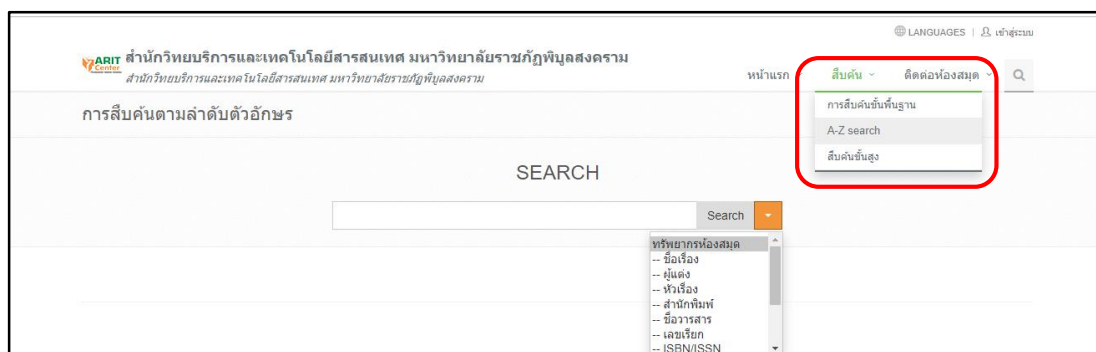 LANGUAGES | เข้าสู่ระบบ
ARIT Center สำนักวิทยบริการและเทคโนโลยีสารสนเทศ มหาวิทยาลัยราชภัฏพิบูลสงคราม
สำนักวิทยบริการและเทคโนโลยีสารสนเทศ มหาวิทยาลัยราชภัฏพิบูลสงคราม
หน้าแรก สืบค้น ติดต่อห้องสมุด
การสืบค้นขั้นพื้นฐาน
A-Z search
สืบค้นขั้นสูง
การสืบค้นตามลำดับตัวอักษร
SEARCH
Search
ทรัพยากรห้องสมุด
-- ชื่อเรื่อง
-- ผู้แต่ง
-- หัวเรื่อง
-- สำนักพิมพ์
-- ชื่อวารสาร
-- เลขเรียก
-- ISBN/ISSN